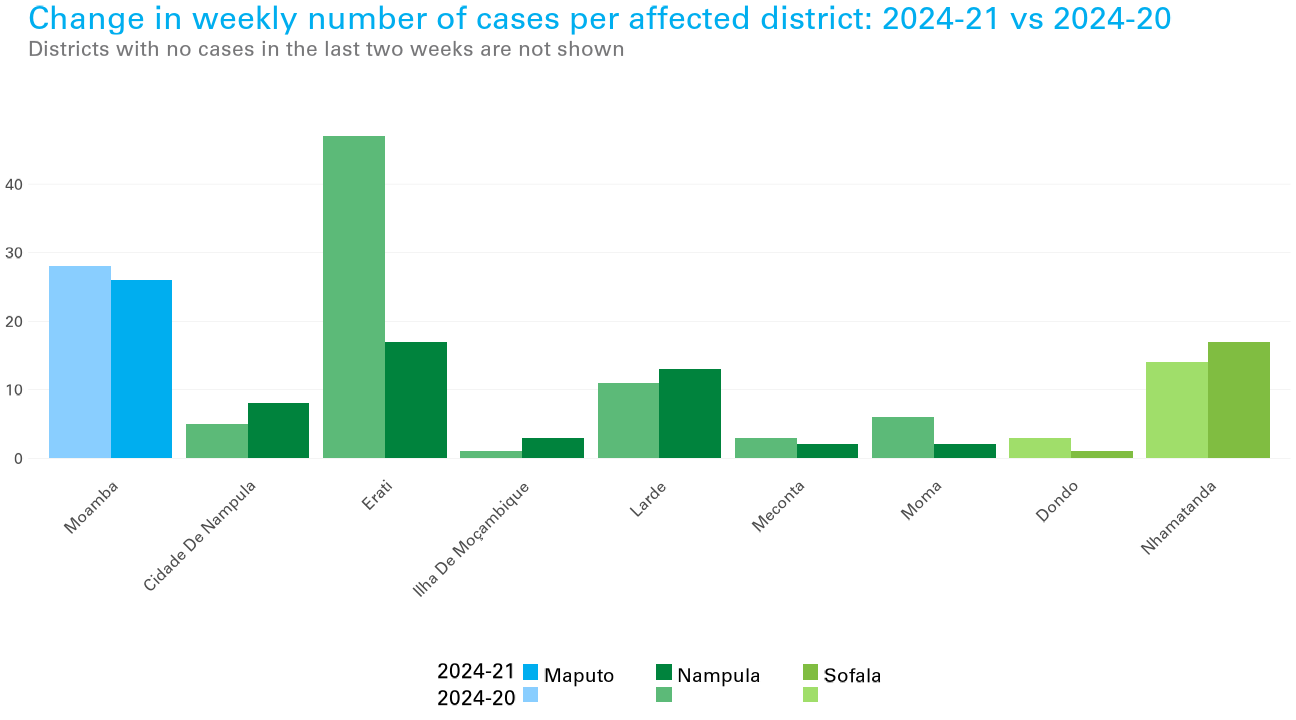 Change in weekly number of cases per affected district: 2024-21 vs 2024-20
Districts with no cases in the last two weeks are not shown
40
30
20
10
0
Moamba
Cidade De Nampula
Erati
Ilha De Moçambique
Larde
Meconta
Moma
Dondo
Nhamatanda
2024-21 Maputo Nampula Sofala
2024-20